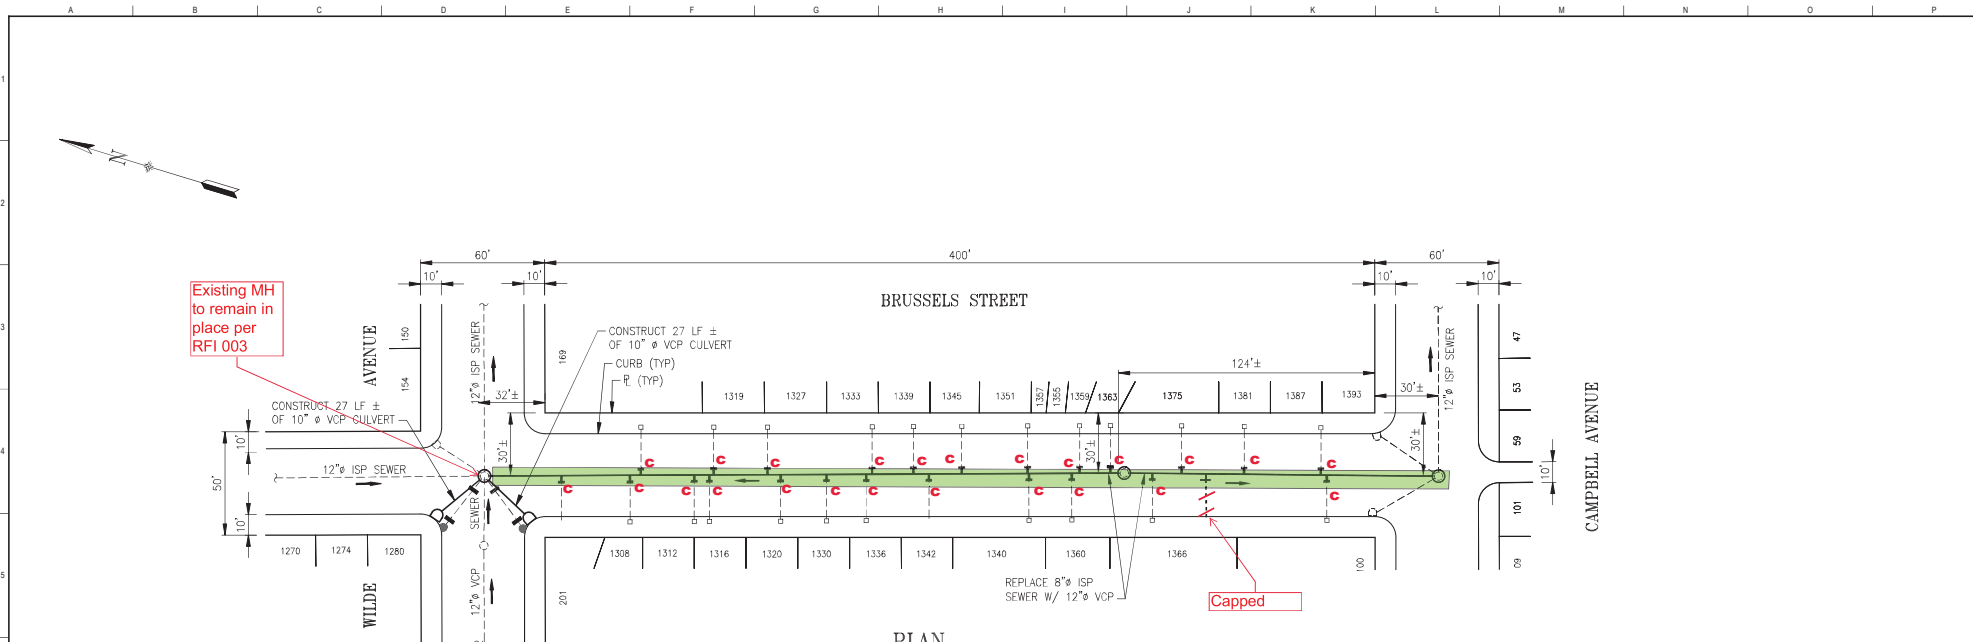 A B C D E F G H I J K L M N O P
1
2
3
4
5
N
60'
400'
60'
10'
10'
10'
10'
BRUSSELS STREET
Existing MH
to remain in
place per
RFI 003
AVENUE
150
154
12"ø ISP SEWER
32'±
169
CONSTRUCT 27 LF ±
OF 10" ø VCP CULVERT
CURB (TYP)
PL (TYP)
124'±
30'±
12"ø ISP SEWER
47
53
59
CAMPBELL AVENUE
CONSTRUCT 27 LF ±
OF 10" ø VCP CULVERT
1319 1327 1333 1339 1345 1351 1357 1355 1359 1363 1375 1381 1387 1393
10'
50'
10'
12"ø ISP SEWER
30'±
30'±
30'±
10'
C C C C C C C C C C C C
C C C C C C C C C C C
SEWER
12"ø VCP
101
09
1270 1274 1280
1308 1312 1316 1320 1330 1336 1342 1340 1360 1366
100
201
WILDE
REPLACE 8"ø ISP
SEWER W/ 12"ø VCP
Capped
PLAN